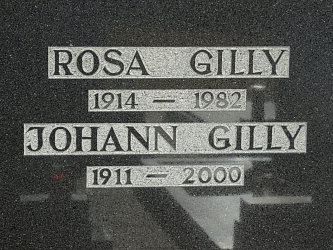 ROSA GILLY
1914 — 1982
JOHANN GILLY
1911 — 2000